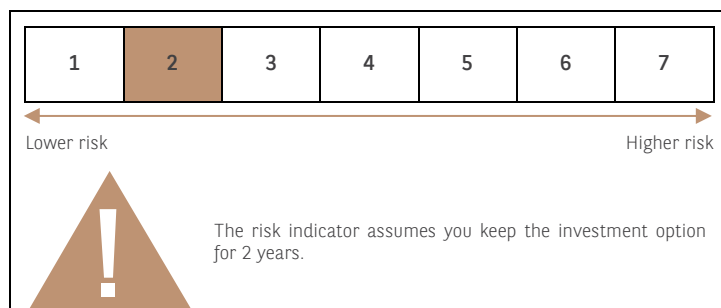 1 2 3 4 5 6 7
Lower risk Higher risk
!
The risk indicator assumes you keep the investment option
for 2 years.